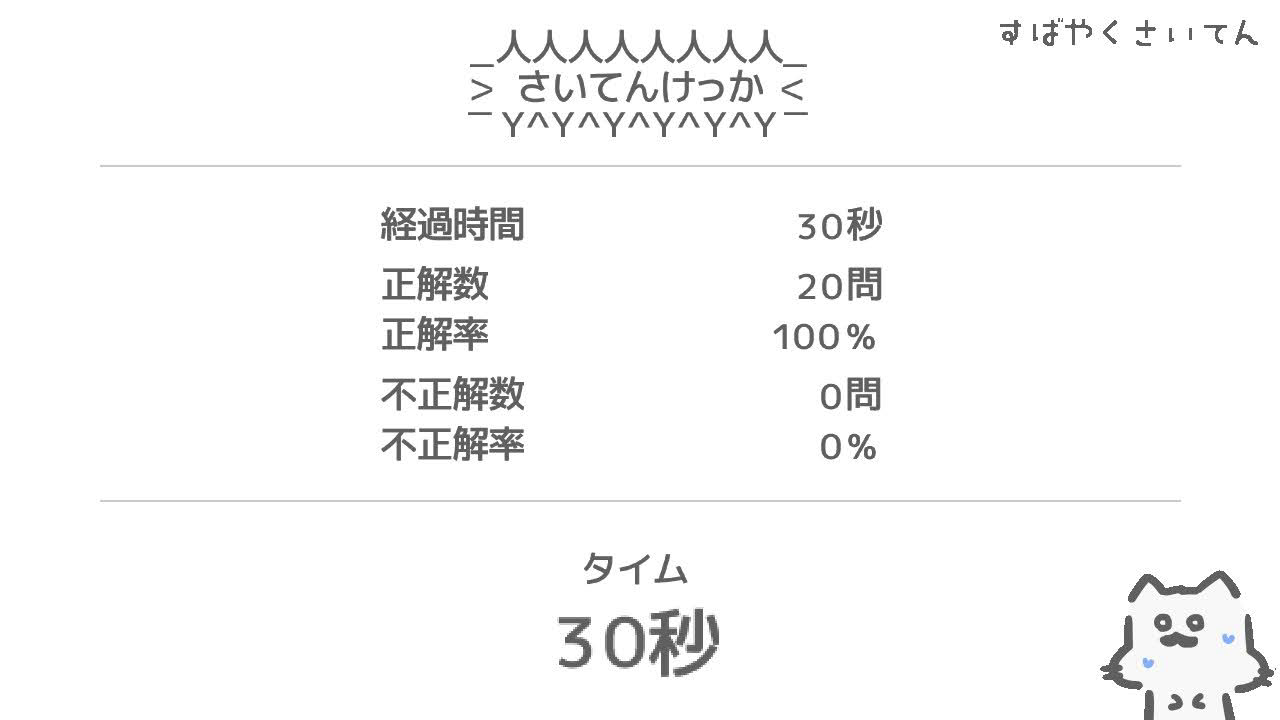 すばやくさいてん
＿人人人人人人人人＿
＞ さいてんけっか ＜
￣Y^Y^Y^Y^Y^Y￣
経過時間 30秒
正解数 20問
正解率 100%
不正解数 0問
不正解率 0%
タイム
30秒